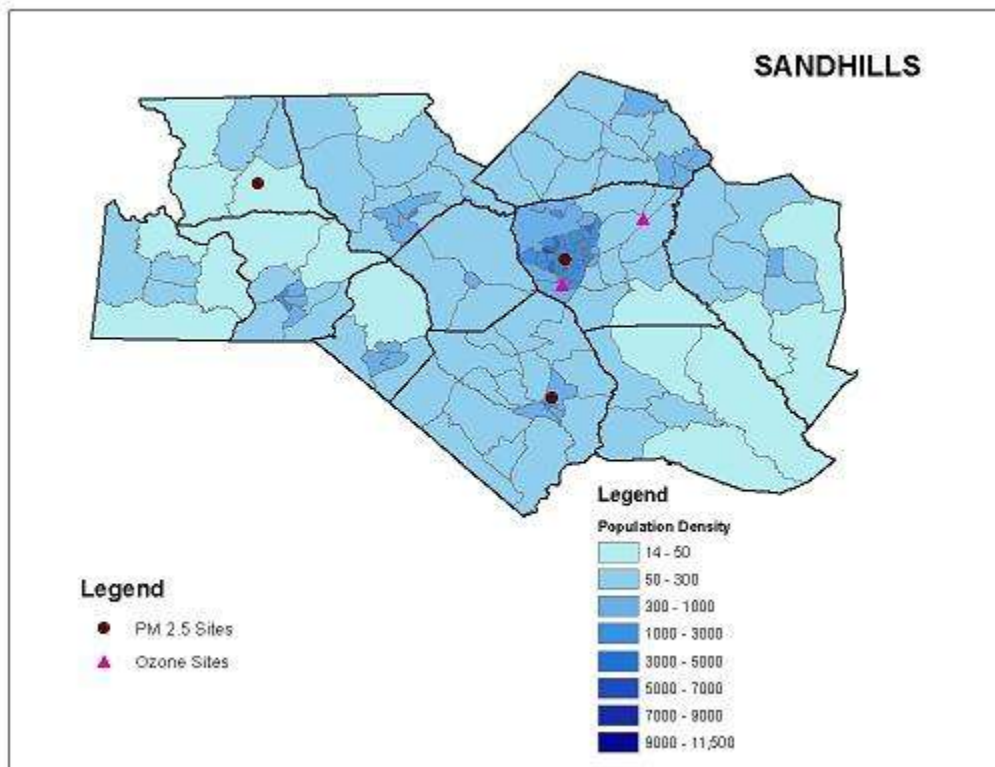 SANDHILLS
Legend
PM 2.5 Sites
Ozone Sites
Legend
Population Density
14 - 50
50 - 300
300 - 1000
1000 - 3000
3000 - 5000
5000 - 7000
7000 - 9000
9000 - 11,500